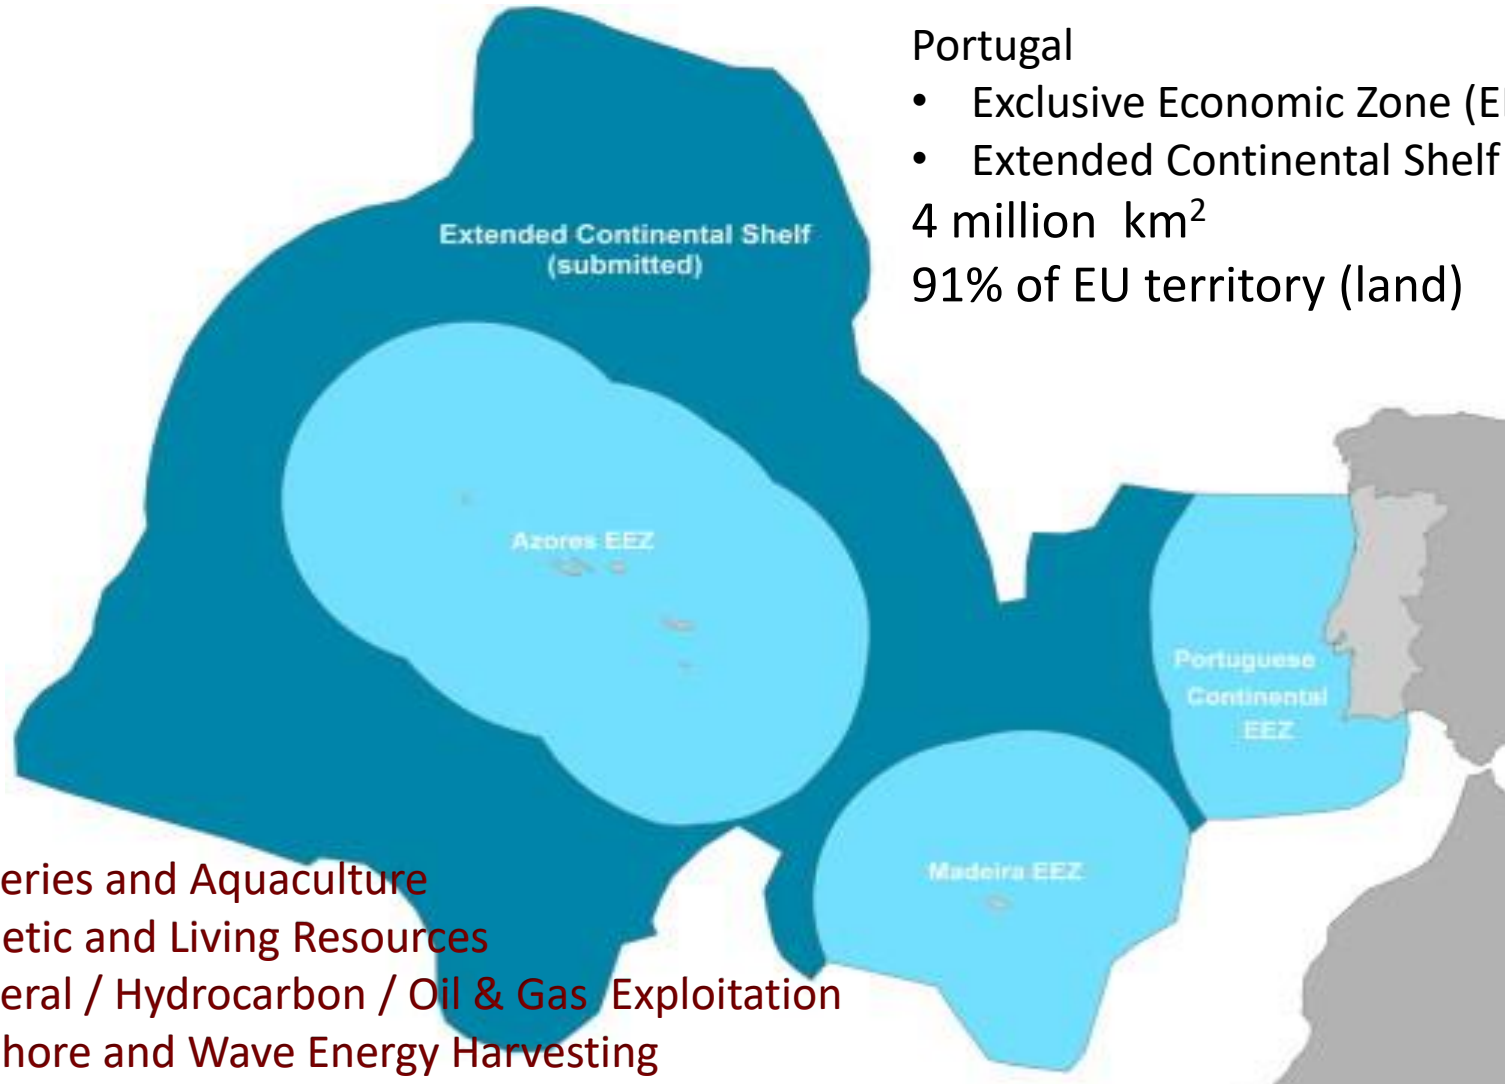 Portugal
• Exclusive Economic Zone (E
• Extended Continental Shelf
4 million km²
91% of EU territory (land)
Extended Continental Shelf
(submitted)
Azores EEZ
Portuguese
Continental
EEZ
Madeira EEZ
eries and Aquaculture
etic and Living Resources
eral / Hydrocarbon / Oil & Gas Exploitation
hore and Wave Energy Harvesting